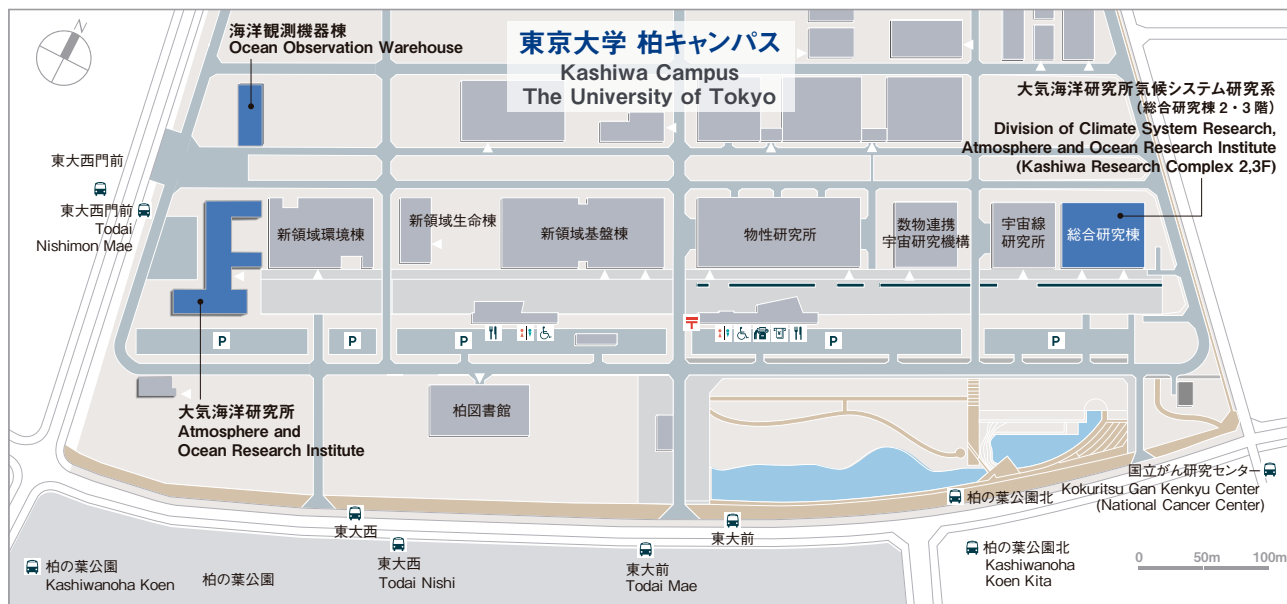 N
海洋観測機器棟
Ocean Observation Warehouse
東京大学 柏キャンパス
Kashiwa Campus
The University of Tokyo
大気海洋研究所気候システム研究系
(総合研究棟2・3階)
Division of Climate System Research,
Atmosphere and Ocean Research Institute
(Kashiwa Research Complex 2,3F)
東大西門前
東大西門前
Todai
Nishimon Mae
新領域環境棟
新領域生命棟
新領域基盤棟
物性研究所
数物連携
宇宙研究機構
宇宙線
研究所
総合研究棟
〒
P
P
P
P
P
大気海洋研究所
Atmosphere and
Ocean Research Institute
柏図書館
国立がん研究センター
Kokuritsu Gan Kenkyu Center
(National Cancer Center)
柏の葉公園北
東大西
東大前
柏の葉公園
Kashiwanoha Koen
柏の葉公園
東大西
Todai Nishi
東大前
Todai Mae
柏の葉公園北
Kashiwanoha
Koen Kita
0 50m 100m